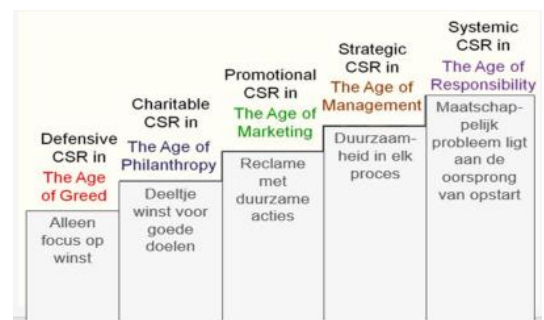 Defensive
CSR in
The Age
of Greed
Alleen
focus op
winst
Charitable
CSR in
The Age of
Philanthropy
Deeltje
winst voor
goede
doelen
Promotional
CSR in
The Age of
Marketing
Reclame
met
duurzame
acties
Strategic
CSR in
The Age of
Management
Duurzaam-
heid in elk
proces
Systemic
CSR in
The Age of
Responsibility
Maatschap-
pelijk
probleem ligt
aan de
oorsprong
van opstart